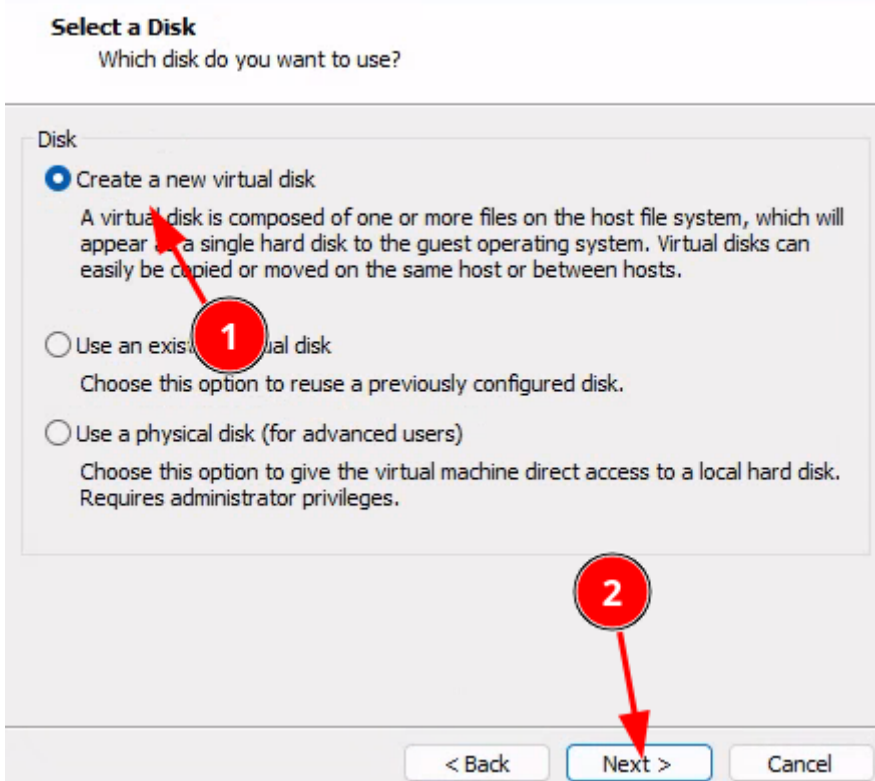 Select a Disk
Which disk do you want to use?
Disk
Create a new virtual disk
A virtual disk is composed of one or more files on the host file system, which will
appear as a single hard disk to the guest operating system. Virtual disks can
easily be copied or moved on the same host or between hosts.
1
Use an exis ual disk
Choose this option to reuse a previously configured disk.
Use a physical disk (for advanced users)
Choose this option to give the virtual machine direct access to a local hard disk.
Requires administrator privileges.
2
< Back Next > Cancel